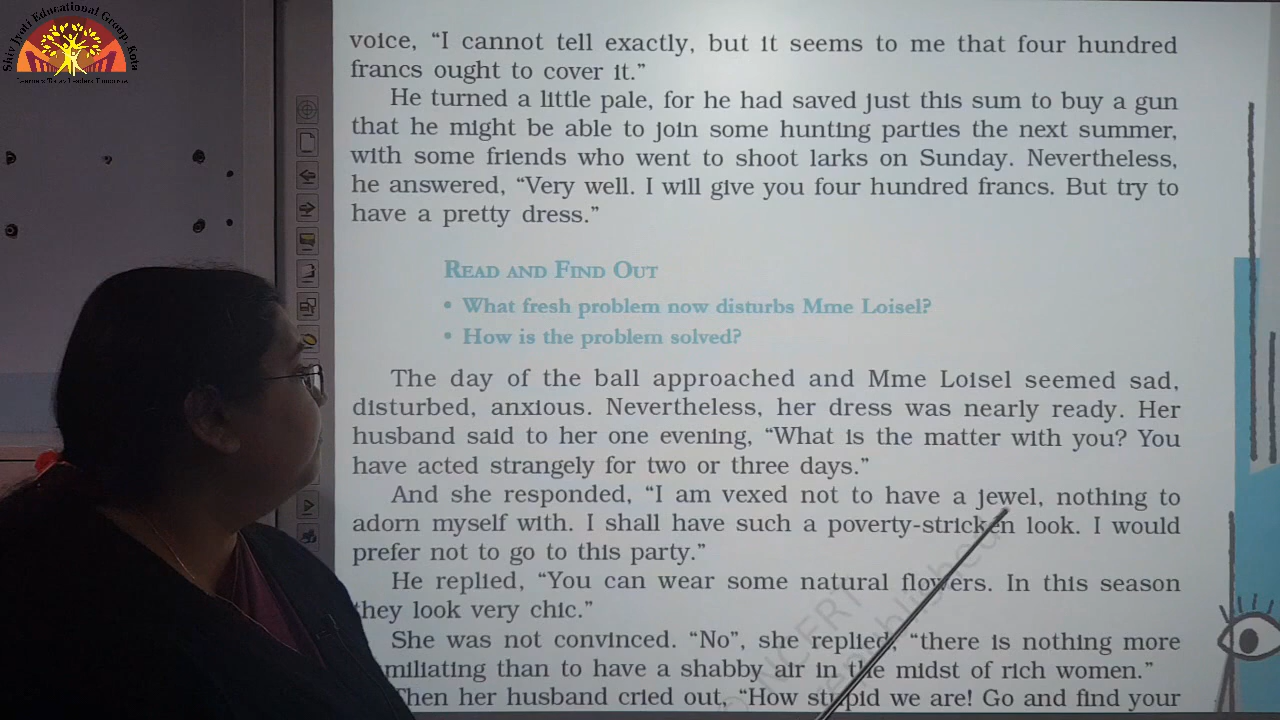 Shiv Jyoti Educational Group, Kota
Learners Today Leaders Tomorrow
voice, “I cannot tell exactly, but it seems to me that four hundred
francs ought to cover it.”
He turned a little pale, for he had saved just this sum to buy a gun
that he might be able to join some hunting parties the next summer,
with some friends who went to shoot larks on Sunday. Nevertheless,
he answered, “Very well. I will give you four hundred francs. But try to
have a pretty dress.”
READ AND FIND OUT
• What fresh problem now disturbs Mme Loisel?
• How is the problem solved?
The day of the ball approached and Mme Loisel seemed sad,
disturbed, anxious. Nevertheless, her dress was nearly ready. Her
husband said to her one evening, “What is the matter with you? You
have acted strangely for two or three days.”
And she responded, “I am vexed not to have a jewel, nothing to
adorn myself with. I shall have such a poverty-stricken look. I would
prefer not to go to this party.”
He replied, “You can wear some natural flowers. In this season
they look very chic.”
She was not convinced. “No”, she replied, “there is nothing more
miliating than to have a shabby air in the midst of rich women.”
Then her husband cried out, “How stupid we are! Go and find your
NCERT